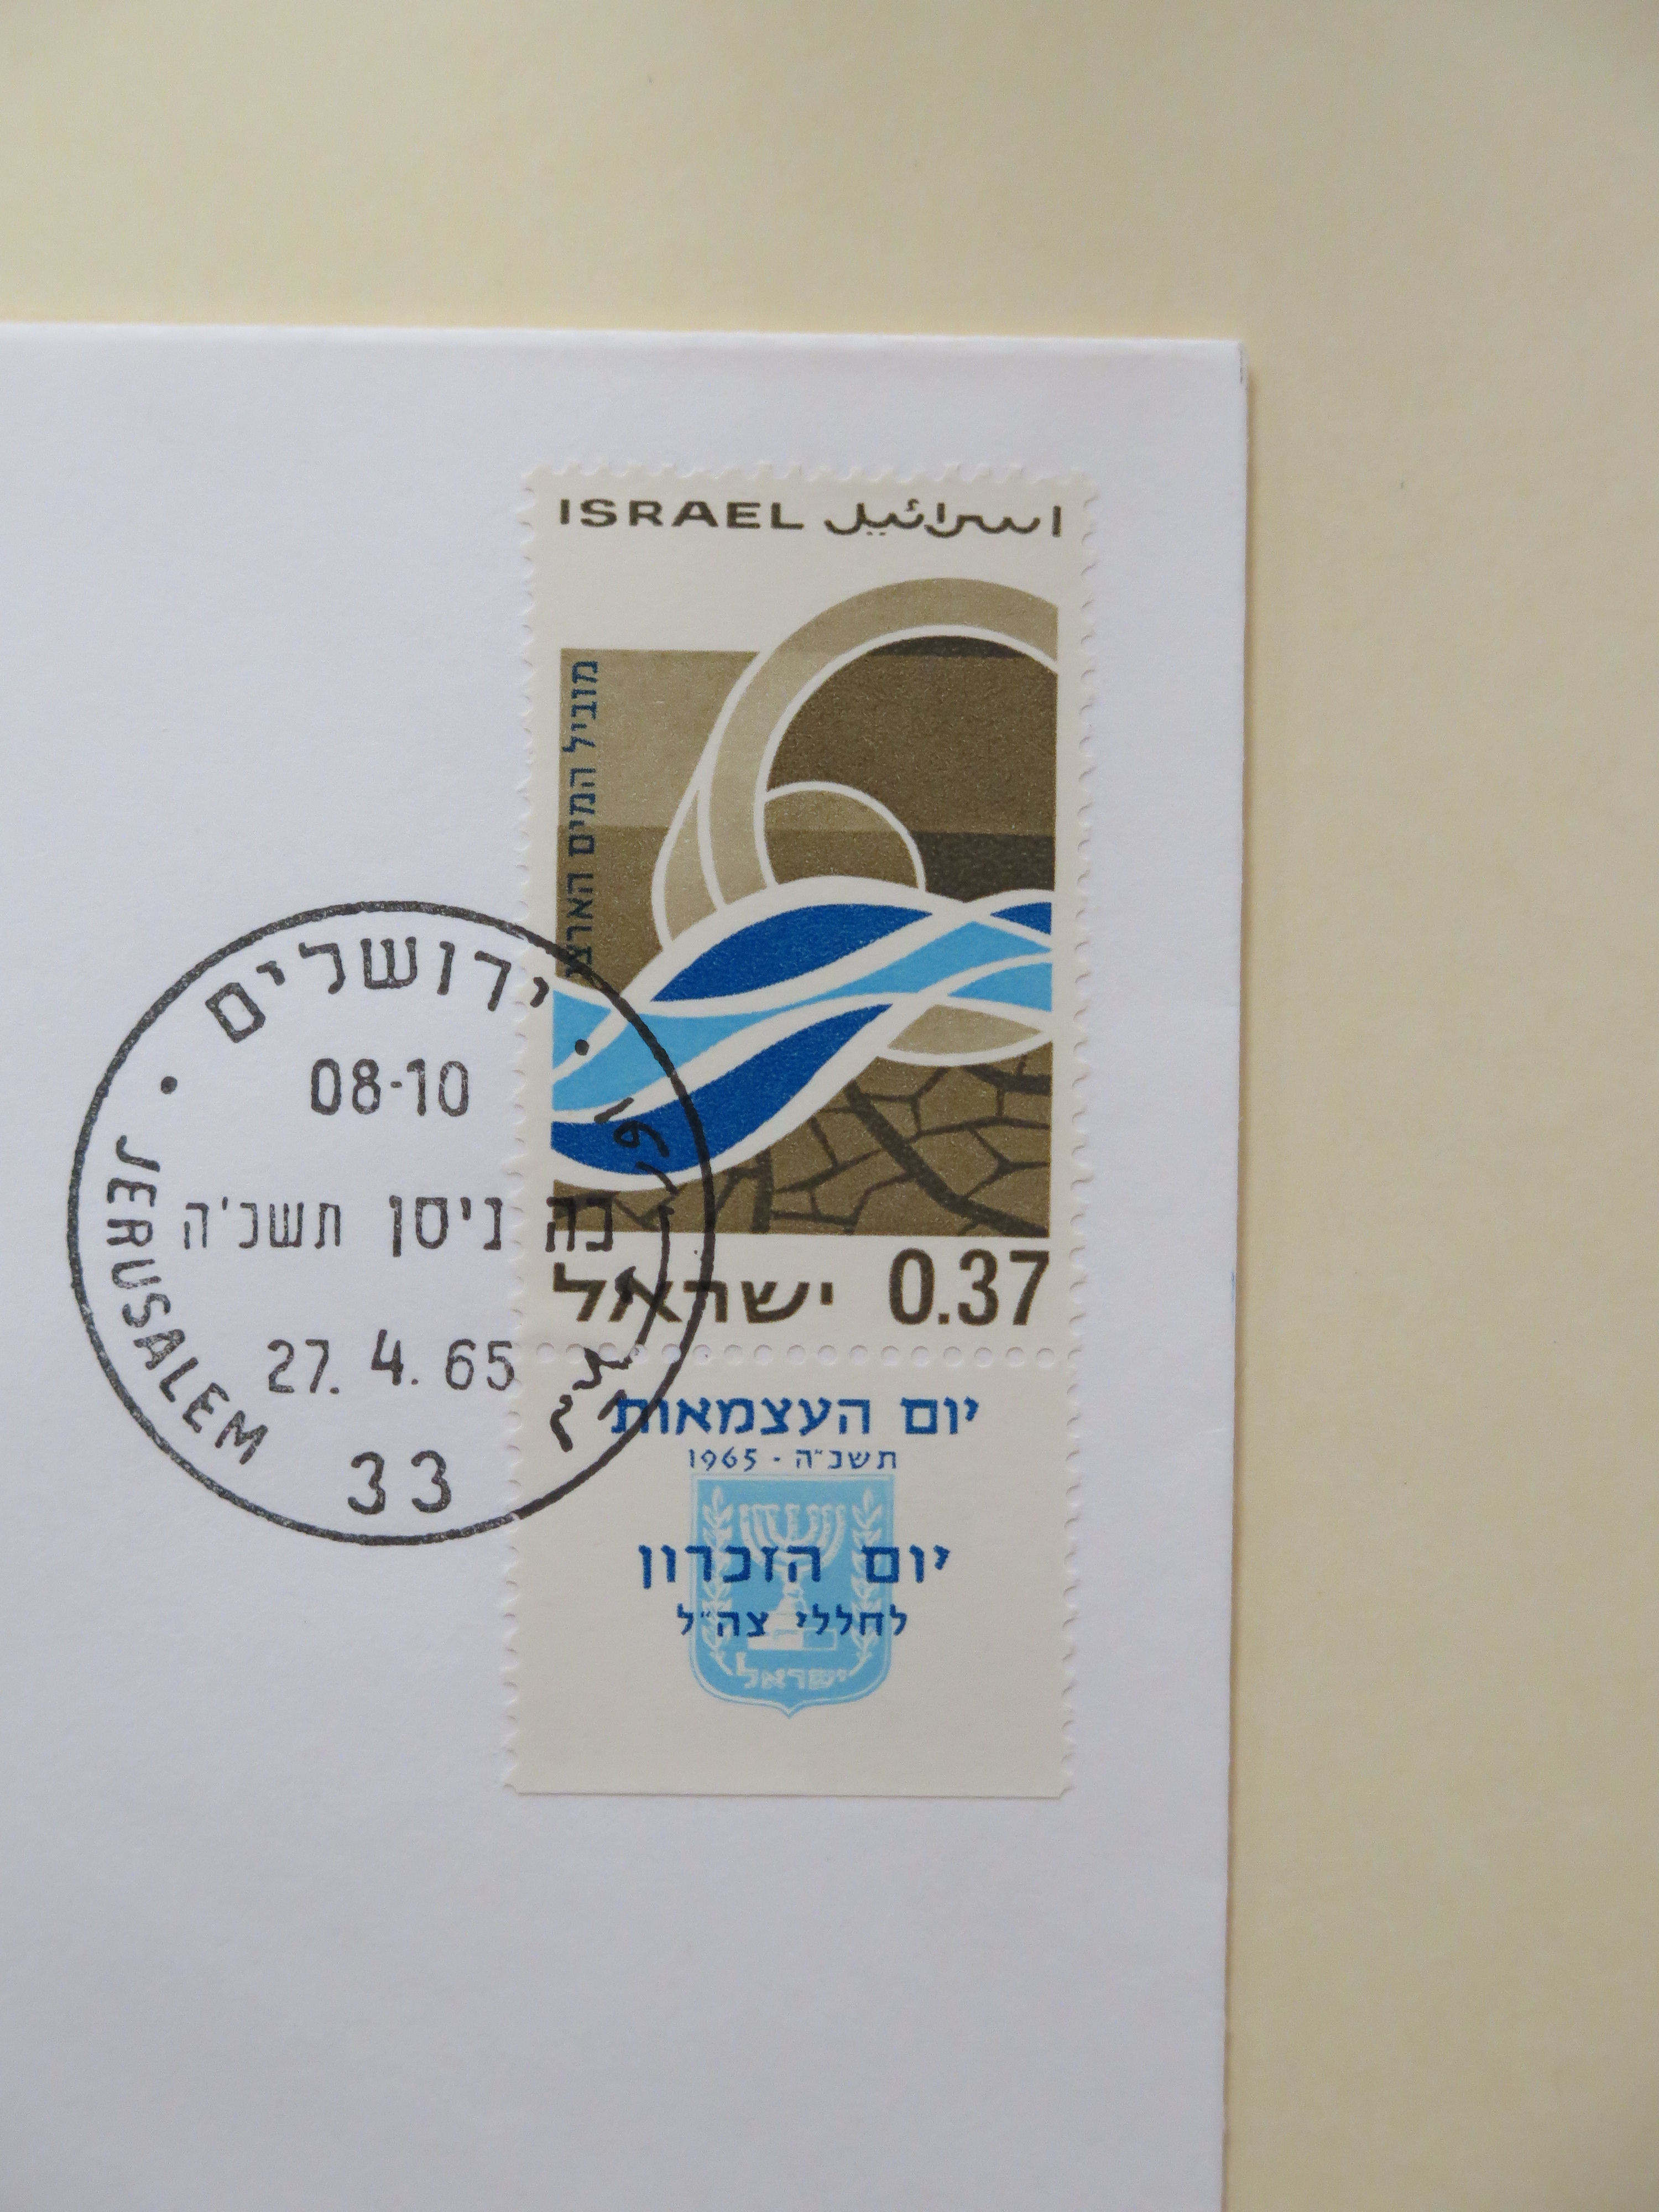 ISRAEL اسرائيل
מוביל המים הארצי
ישראל 0.37
ירושלים
08-10
כה ניסן תשכ'ה
27. 4. 65
33
JERUSALEM
יום העצמאות
תשכ"ה - 1965
יום הזכרון
לחללי צה"ל
ישראל